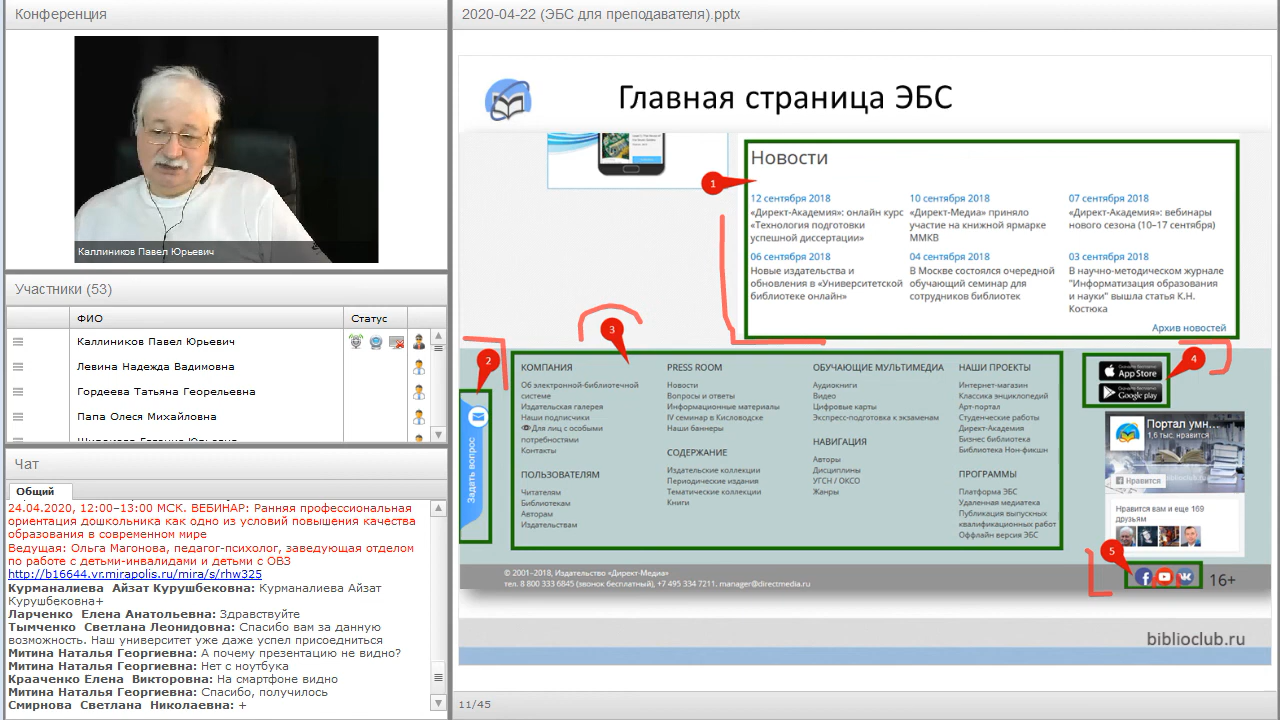 Конференция
Каллиников Павел Юрьевич
Участники (53)
ФИО
Статус
Каллиников Павел Юрьевич
Левина Надежда Вадимовна
Гордеева Татьяна Георельевна
Папа Олеся Михайловна
Чат
Общий
24.04.2020, 12:00–13:00 МСК. ВЕБИНАР: Ранняя профессиональная
ориентация дошкольника как одно из условий повышения качества
образования в современном мире
Ведущая: Ольга Магонова, педагог-психолог, заведующая отделом
по работе с детьми-инвалидами и детьми с ОВЗ
http://b16644.vr.mirapolis.ru/mira/s/rhw325
Курманалиева Айзат Курушбековна: Курманалиева Айзат
Курушбековна+
Ларченко Елена Анатольевна: Здравствуйте
Тымченко Светлана Леонидовна: Спасибо вам за данную
возможность. Наш университет уже даже успел присоединиться
Митина Наталья Георгиевна: А почему презентацию не видно?
Митина Наталья Георгиевна: Нет с ноутбука
Крааченко Елена Викторовна: На смартфоне видно
Митина Наталья Георгиевна: Спасибо, получилось
Смирнова Светлана Николаевна: +
2020-04-22 (ЭБС для преподавателя).pptx
Главная страница ЭБС
1
Новости
12 сентября 2018
«Директ-Академия»: онлайн курс
«Технология подготовки
успешной диссертации»
10 сентября 2018
«Директ-Медиа» приняло
участие на книжной ярмарке
ММКВ
07 сентября 2018
«Директ-Академия»: вебинары
нового сезона (10–17 сентября)
06 сентября 2018
Новые издательства и
обновления в «Университетской
библиотеке онлайн»
04 сентября 2018
В Москве состоялся очередной
обучающий семинар для
сотрудников библиотек
03 сентября 2018
В научно-методическом журнале
"Информатизация образования
и науки" вышла статья К.Н.
Костюка
Архив новостей
2
Задать вопрос
3
КОМПАНИЯ
Об электронной-библиотечной
системе
Издательская галерея
Наши подписчики
Для лиц с особыми
потребностями
Контакты
ПОЛЬЗОВАТЕЛЯМ
Читателям
Библиотекам
Авторам
Издательствам
PRESS ROOM
Новости
Вопросы и ответы
Информационные материалы
IV семинар в Кисловодске
Наши баннеры
СОДЕРЖАНИЕ
Издательские коллекции
Периодические издания
Тематические коллекции
Книги
ОБУЧАЮЩИЕ МУЛЬТИМЕДИА
Аудиокниги
Видео
Цифровые карты
Экспресс-подготовка к экзаменам
НАВИГАЦИЯ
Авторы
Дисциплины
УГСН / ОКСО
Жанры
НАШИ ПРОЕКТЫ
Интернет-магазин
Классика энциклопедий
Арт-портал
Студенческие работы
Директ-Академия
Бизнес библиотека
Библиотека Нон-фикшн
ПРОГРАММЫ
Платформа ЭБС
Удаленная медиатека
Публикация выпускных
квалификационных работ
Оффлайн версия ЭБС
4
App Store
Google play
Портал умн...
1,6 тыс. нравится
Нравится
Нравится вам и еще 169
друзьям
5
© 2001–2018, Издательство «Директ-Медиа»
тел. 8 800 333 6845 (звонок бесплатный), +7 495 334 7211, manager@directmedia.ru
16+
biblioclub.ru
11/45